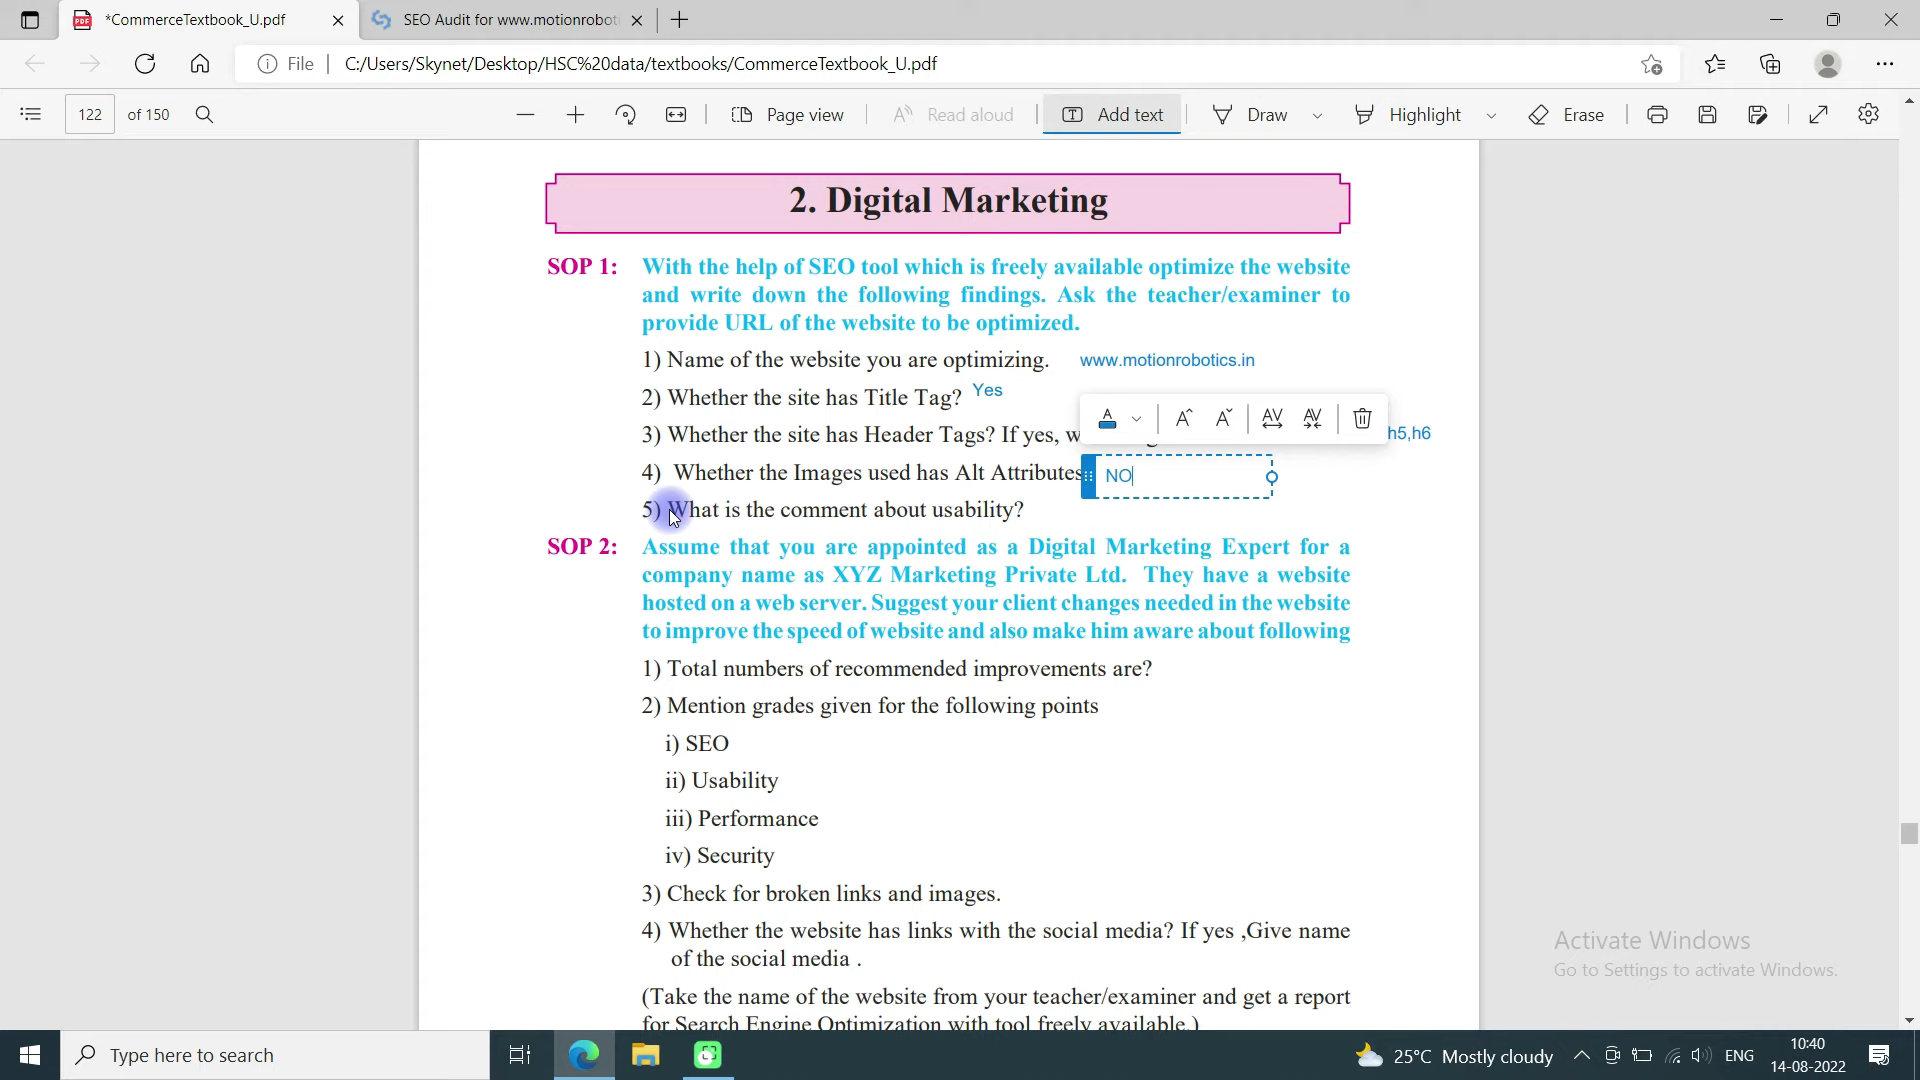 *CommerceTextbook_U.pdf
SEO Audit for www.motionrobot
File
C:/Users/Skynet/Desktop/HSC%20data/textbooks/CommerceTextbook_U.pdf
122 of 150
Page view
Read aloud
Add text
Draw
Highlight
Erase
2. Digital Marketing
SOP 1: With the help of SEO tool which is freely available optimize the website
and write down the following findings. Ask the teacher/examiner to
provide URL of the website to be optimized.
1) Name of the website you are optimizing. www.motionrobotics.in
2) Whether the site has Title Tag? Yes
3) Whether the site has Header Tags? If yes, w h5,h6
4) Whether the Images used has Alt Attributes NO
5) What is the comment about usability?
SOP 2: Assume that you are appointed as a Digital Marketing Expert for a
company name as XYZ Marketing Private Ltd. They have a website
hosted on a web server. Suggest your client changes needed in the website
to improve the speed of website and also make him aware about following
1) Total numbers of recommended improvements are?
2) Mention grades given for the following points
i) SEO
ii) Usability
iii) Performance
iv) Security
3) Check for broken links and images.
4) Whether the website has links with the social media? If yes ,Give name
of the social media .
(Take the name of the website from your teacher/examiner and get a report
for Search Engine Optimization with tool freely available.)
Activate Windows
Go to Settings to activate Windows.
Type here to search
25°C Mostly cloudy
ENG
10:40
14-08-2022